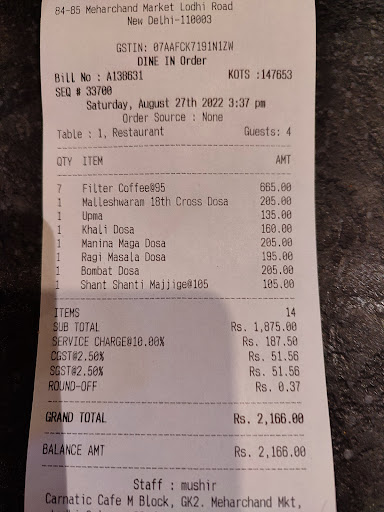 84-85 Meharchand Market Lodhi Road
New Delhi-110003
GSTIN: 07AAFCK7191N1ZW
DINE IN Order
Bill No : A138631 KOTS :147653
SEQ # 33700
Saturday, August 27th 2022 3:37 pm
Order Source : None
Table : 1, Restaurant Guests: 4
QTY ITEM AMT
7 Filter Coffee@95 665.00
1 Malleshwaram 18th Cross Dosa 205.00
1 Upma 135.00
1 Khali Dosa 160.00
1 Manina Maga Dosa 205.00
1 Ragi Masala Dosa 195.00
1 Bombat Dosa 205.00
1 Shant Shanti Majjige@105 105.00
ITEMS 14
SUB TOTAL Rs. 1,875.00
SERVICE CHARGE@10.00% Rs. 187.50
CGST@2.50% Rs. 51.56
SGST@2.50% Rs. 51.56
ROUND-OFF Rs. 0.37
GRAND TOTAL Rs. 2,166.00
BALANCE AMT Rs. 2,166.00
Staff : mushir
Carnatic Cafe M Block, GK2. Meharchand Mkt,